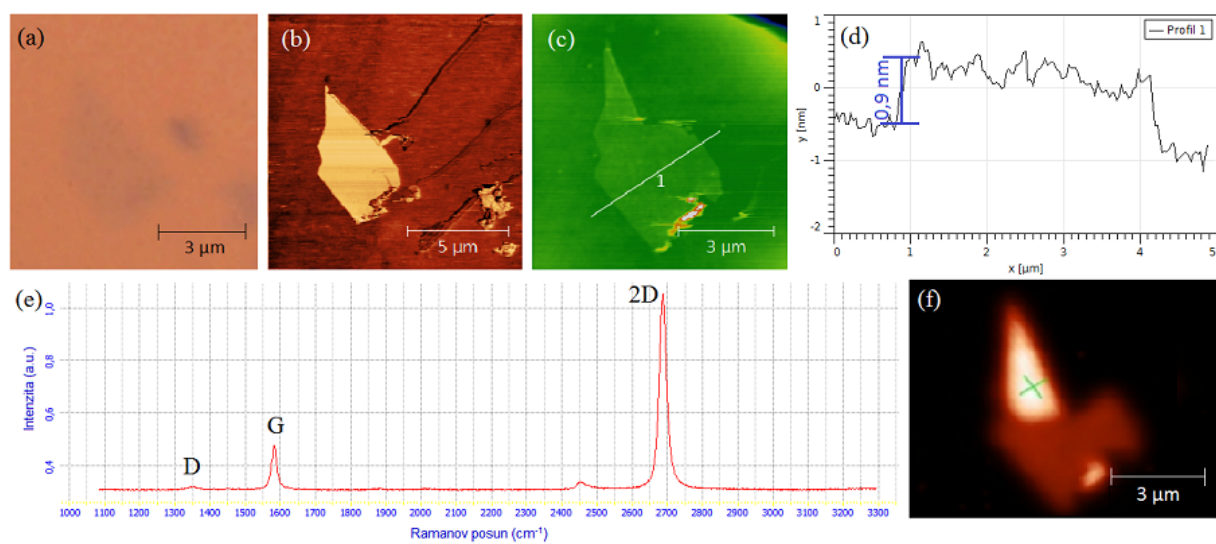 (a)
3 µm
(b)
5 µm
(c)
1
3 µm
(d)
Profil 1
0,9 nm
y [nm]
1
0
-1
-2
0 1 2 3 4 5
x [µm]
(e)
D
G
2D
Intenzita (a.u.)
1,0
0,8
0,6
0,4
1000 1100 1200 1300 1400 1500 1600 1700 1800 1900 2000 2100 2200 2300 2400 2500 2600 2700 2800 2900 3000 3100 3200 3300
Ramanov posun (cm⁻¹)
(f)
3 µm